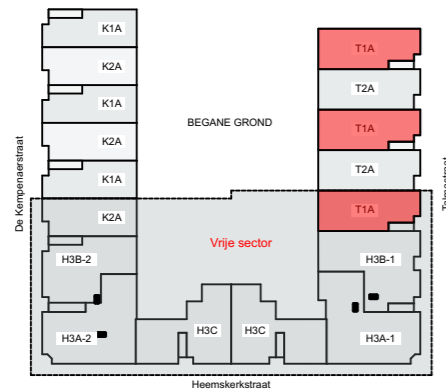 K1A
K2A
K1A
K2A
K1A
K2A
H3B-2
H3A-2
De Kempenaerstraat
BEGANE GROND
Vrije sector
H3C
H3C
T1A
T2A
T1A
T2A
T1A
H3B-1
H3A-1
Heemskerkstraat